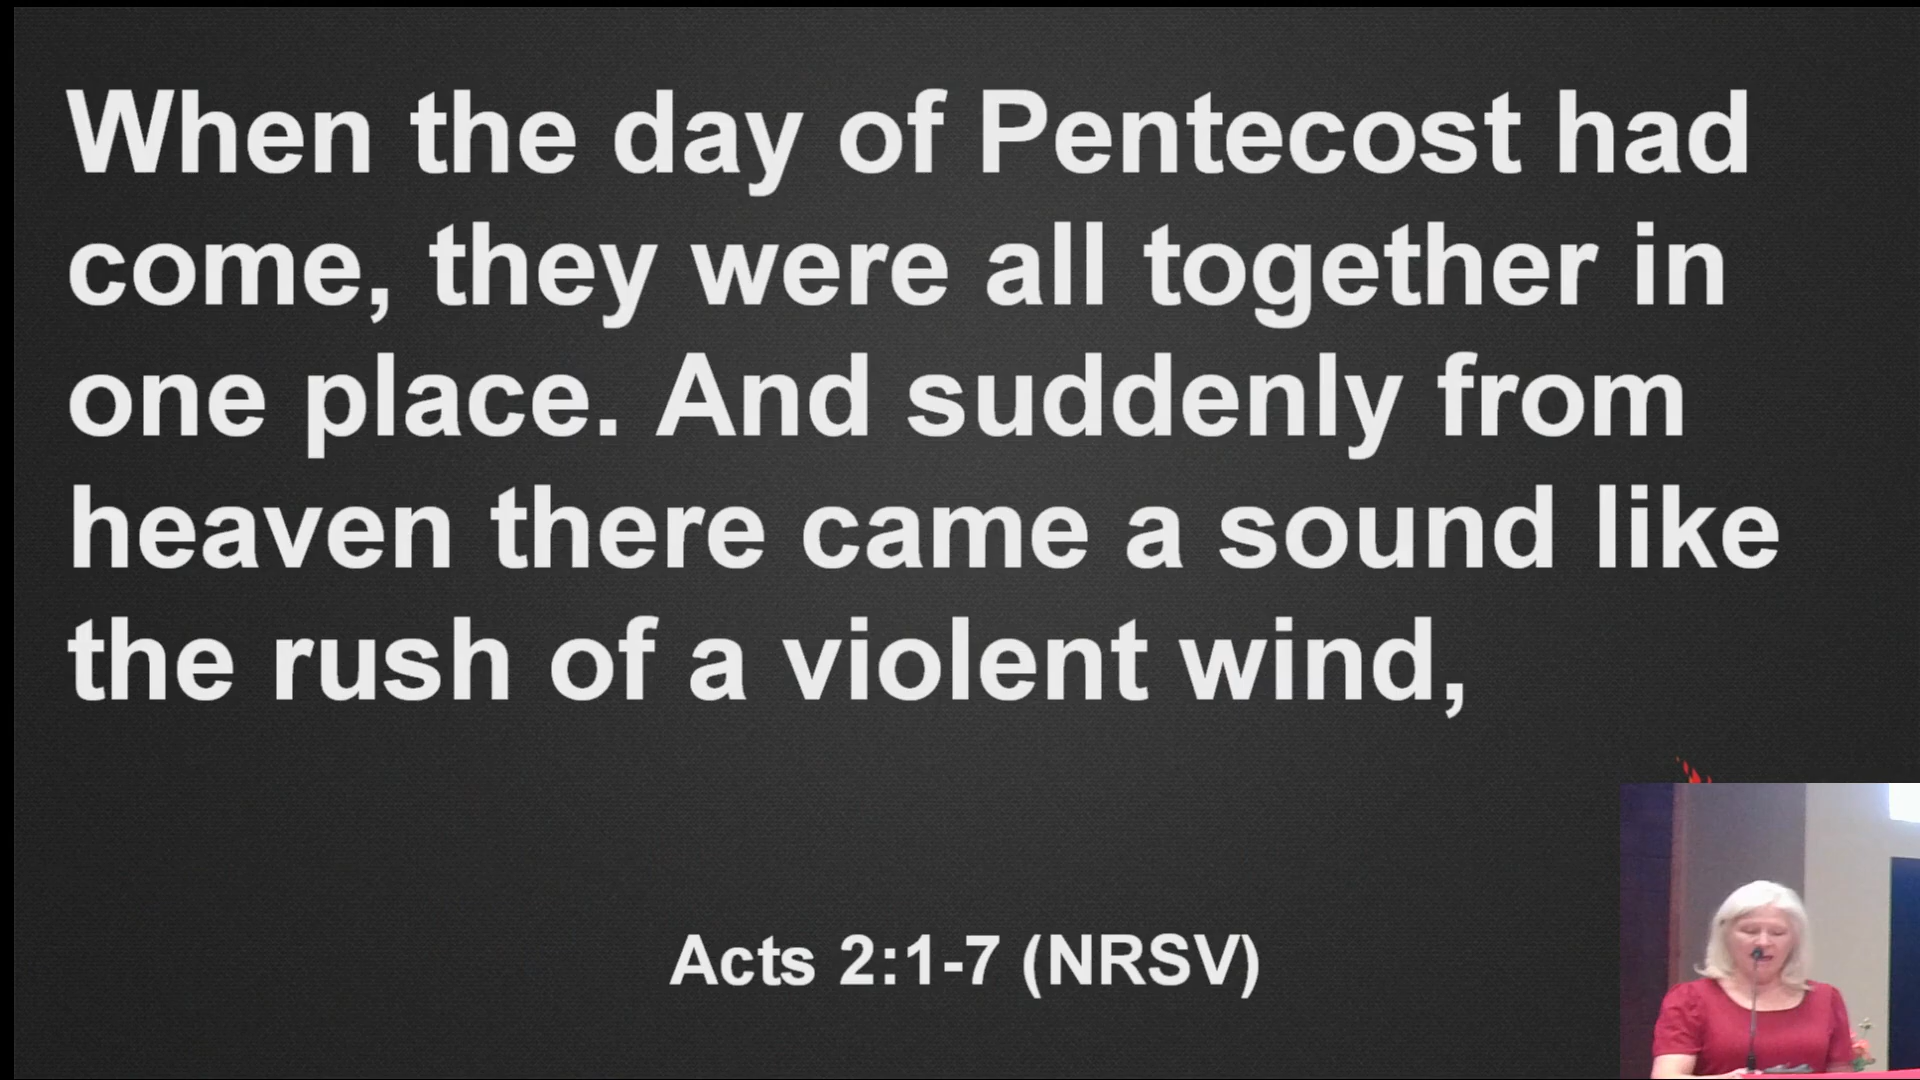 When the day of Pentecost had
come, they were all together in
one place. And suddenly from
heaven there came a sound like
the rush of a violent wind,
Acts 2:1-7 (NRSV)